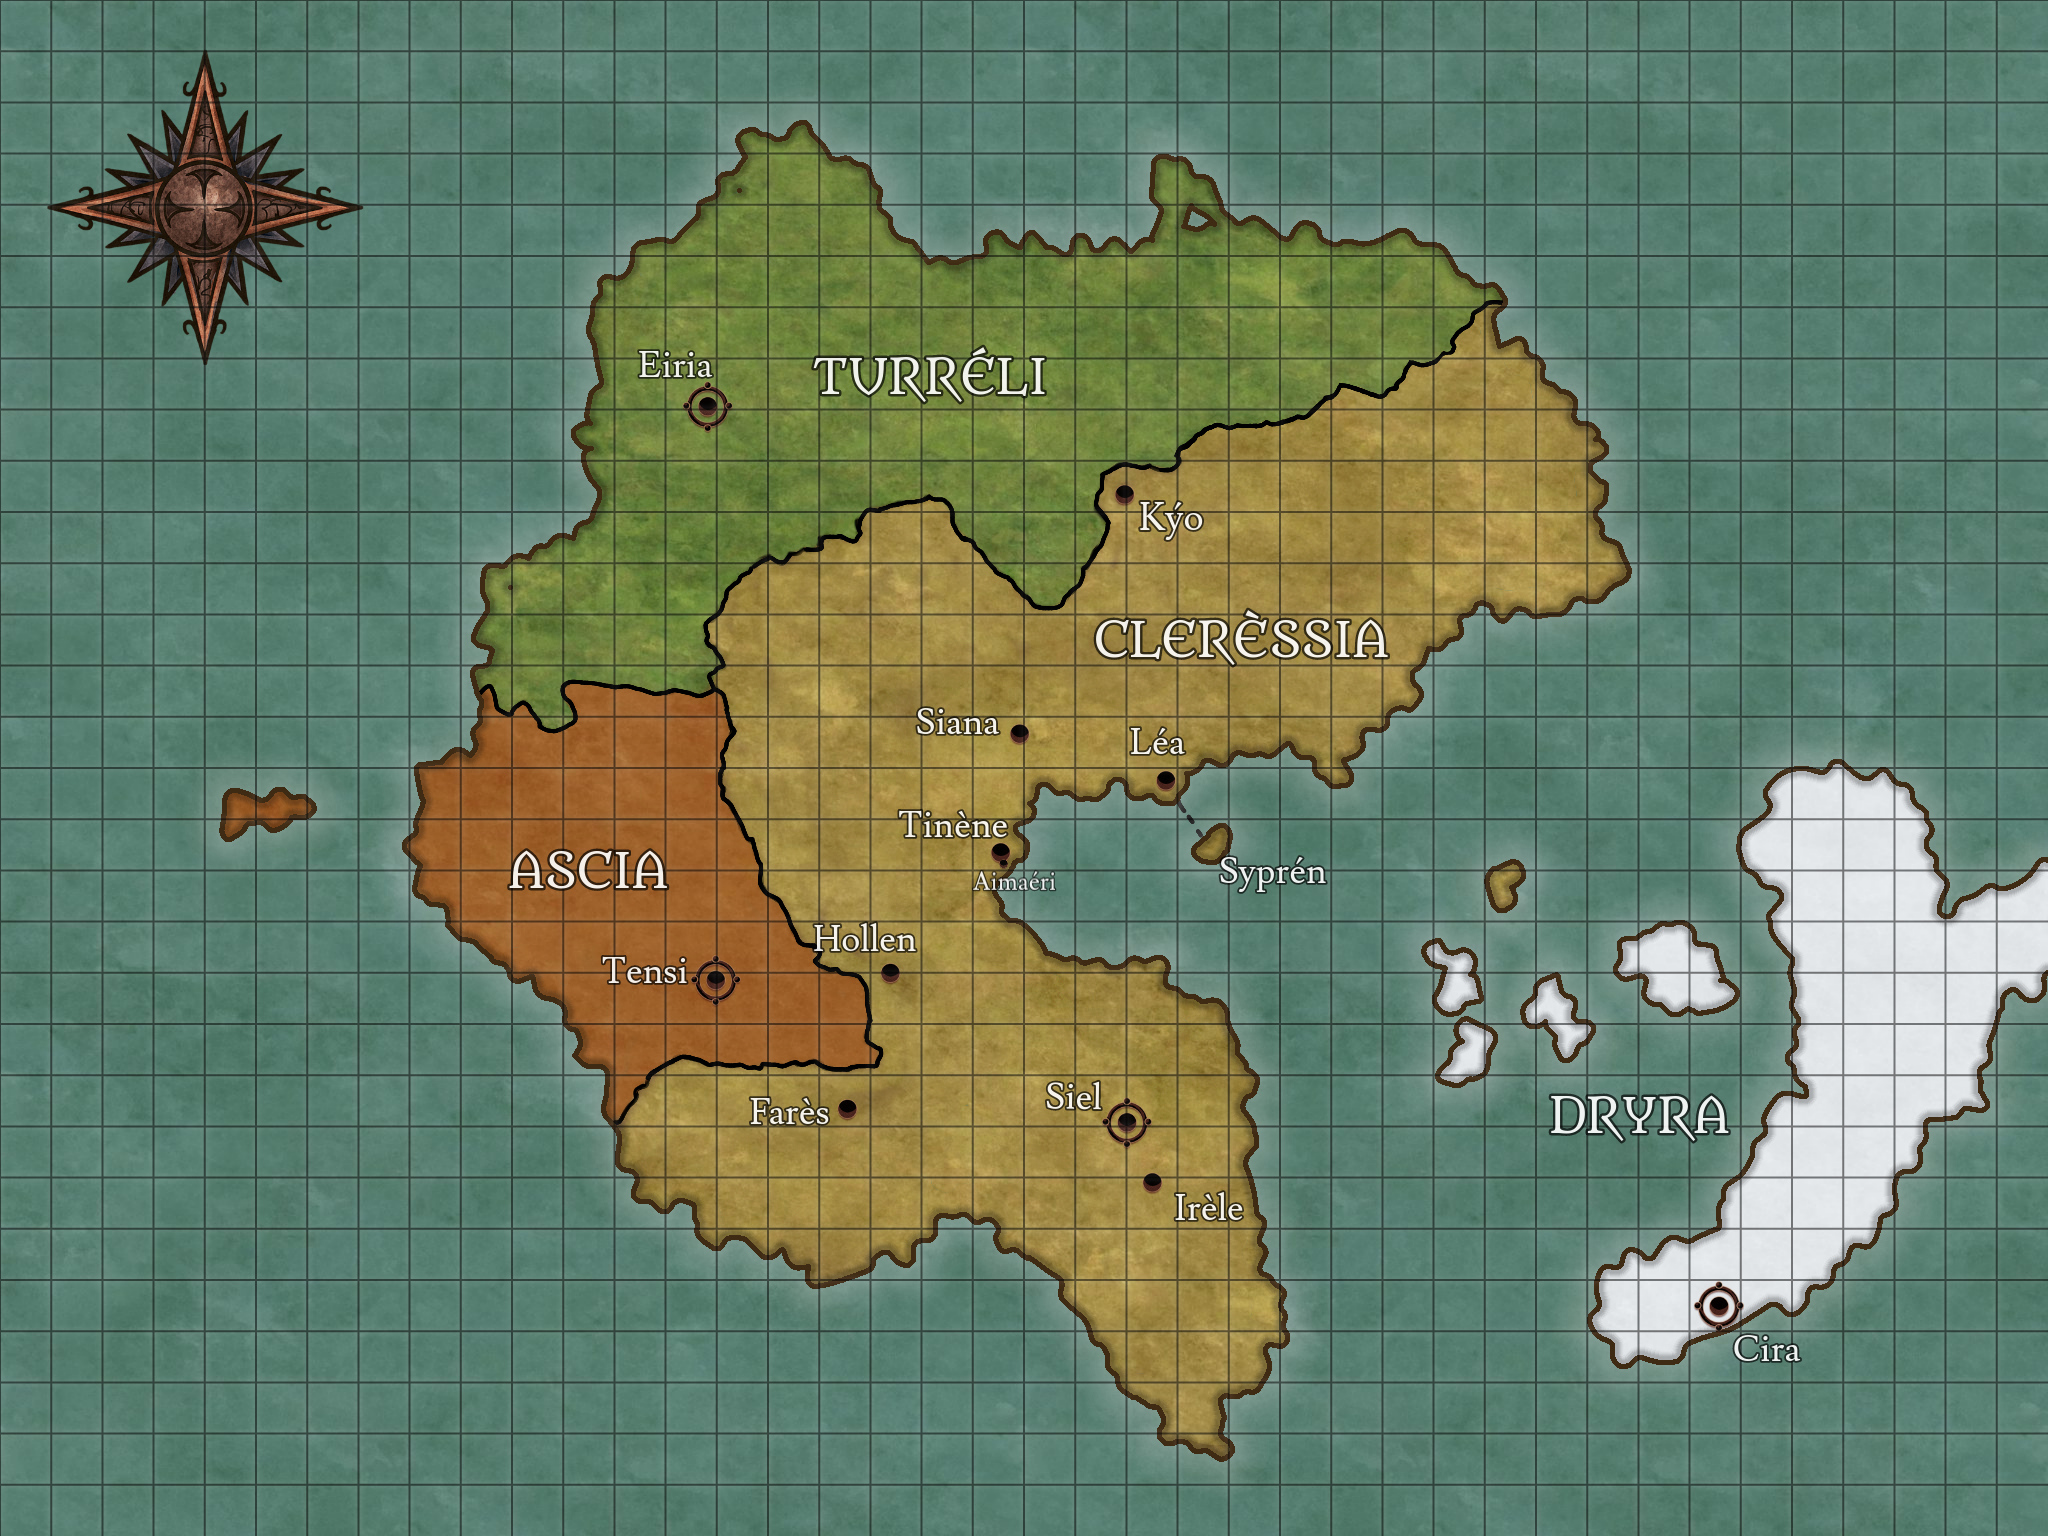 Eiria
TURRÉLI
Kýo
CLERÈSSIA
Siana
Léa
Tinène
ASCIA
Syprén
Aimaéri
Hollen
Tensi
Siel
Farès
DRYRA
Irèle
Cira